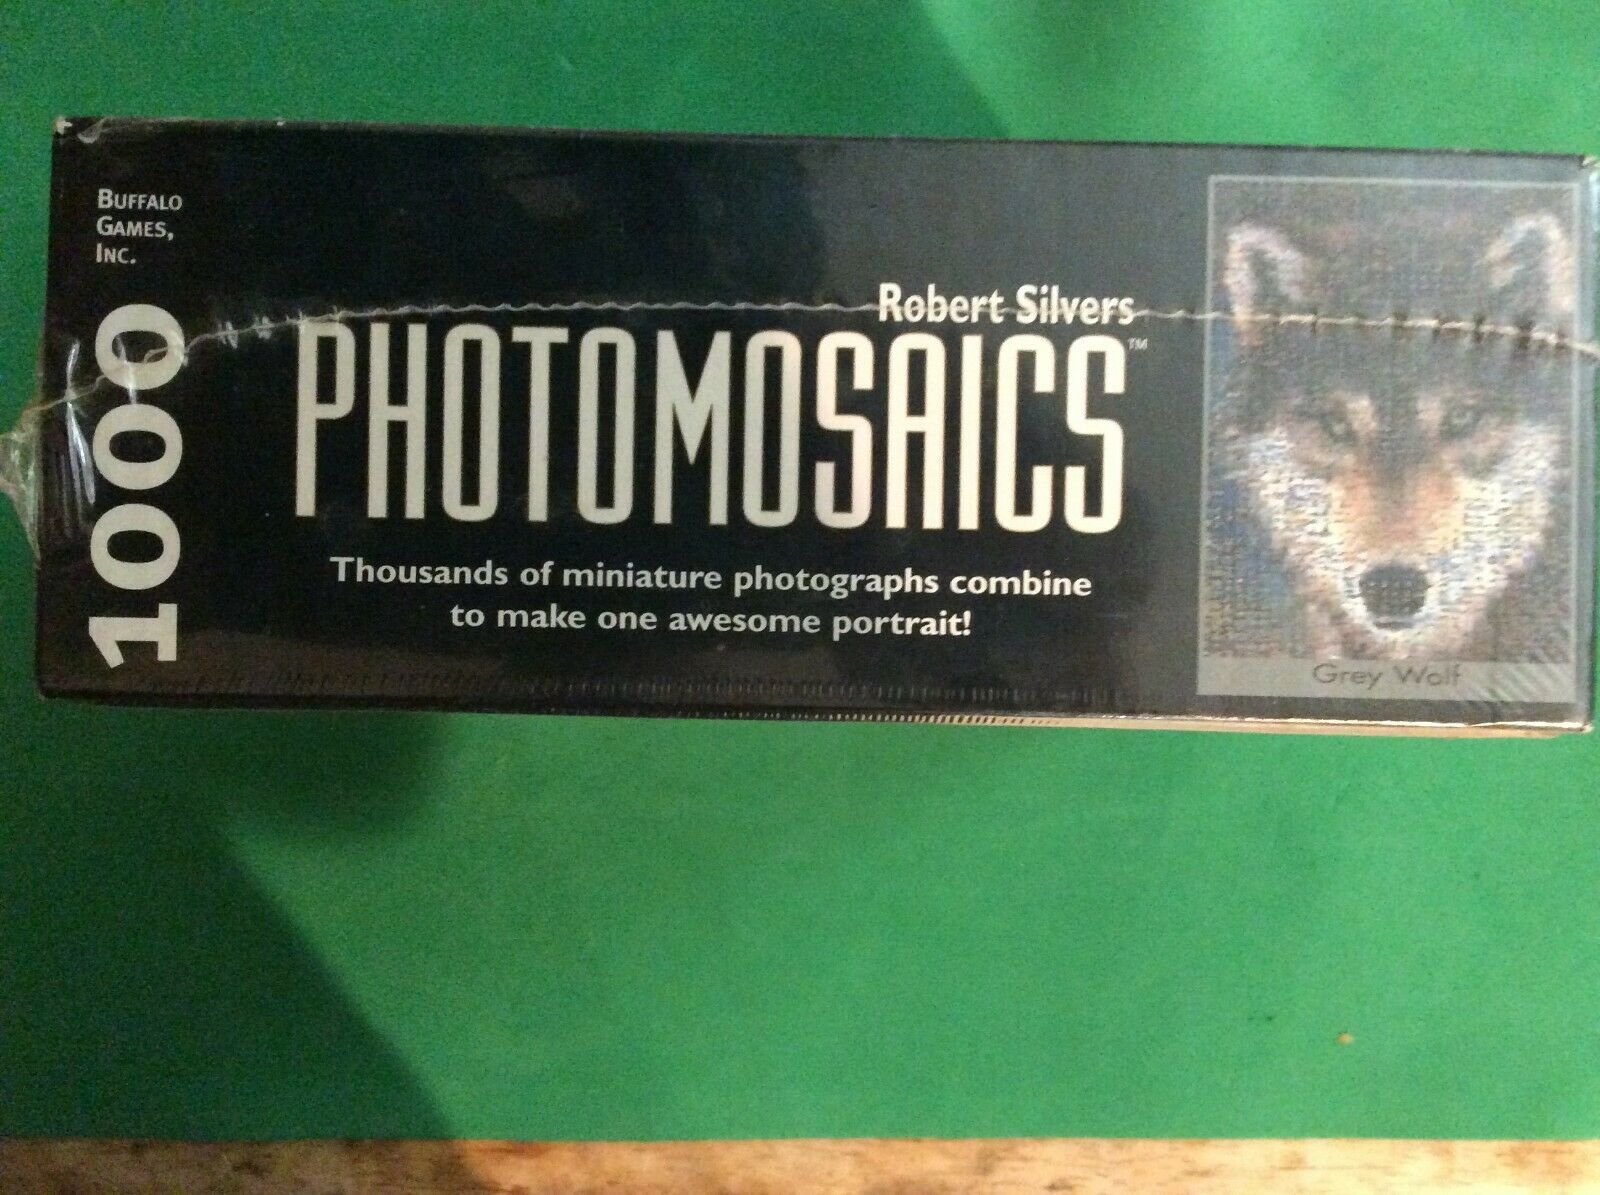 BUFFALO
GAMES,
INC.
1000
Robert Silvers
PHOTOMOSAICS™
Thousands of miniature photographs combine
to make one awesome portrait!
Grey Wolf